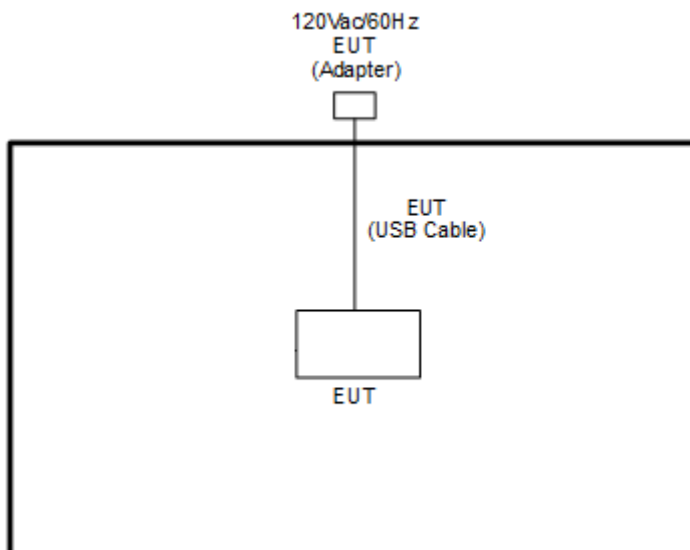 120Vac/60Hz
EUT
(Adapter)
EUT
(USB Cable)
EUT